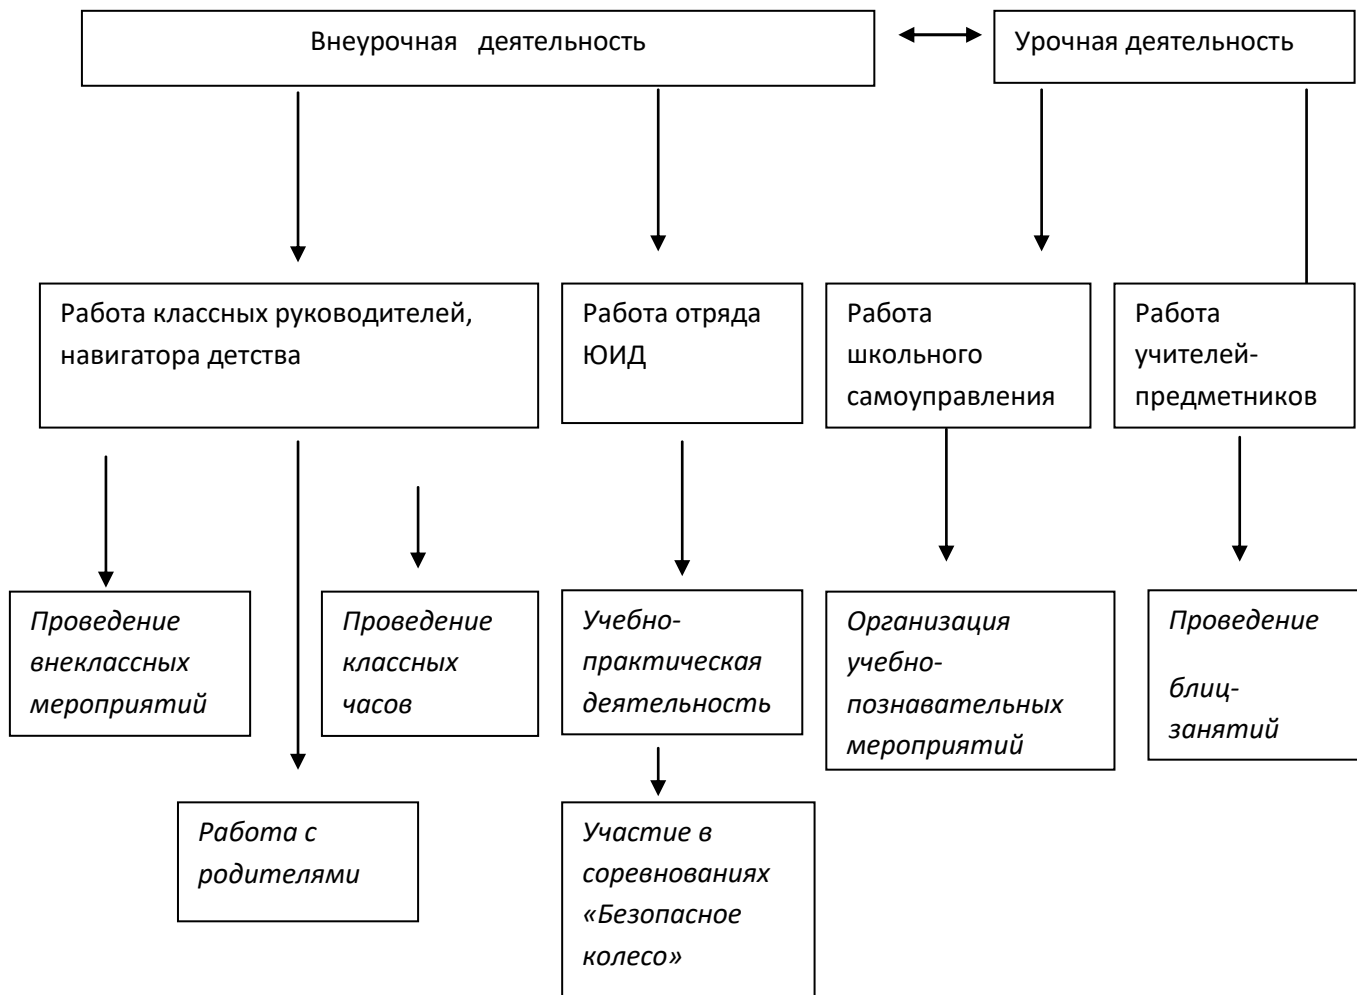 Внеурочная деятельность
Урочная деятельность
Работа классных руководителей,
навигатора детства
Работа отряда
ЮИД
Работа
школьного
самоуправления
Работа
учителей-
предметников
Проведение
внеклассных
мероприятий
Проведение
классных
часов
Учебно-
практическая
деятельность
Организация
учебно-
познавательных
мероприятий
Проведение
блиц-
занятий
Работа с
родителями
Участие в
соревнованиях
«Безопасное
колесо»